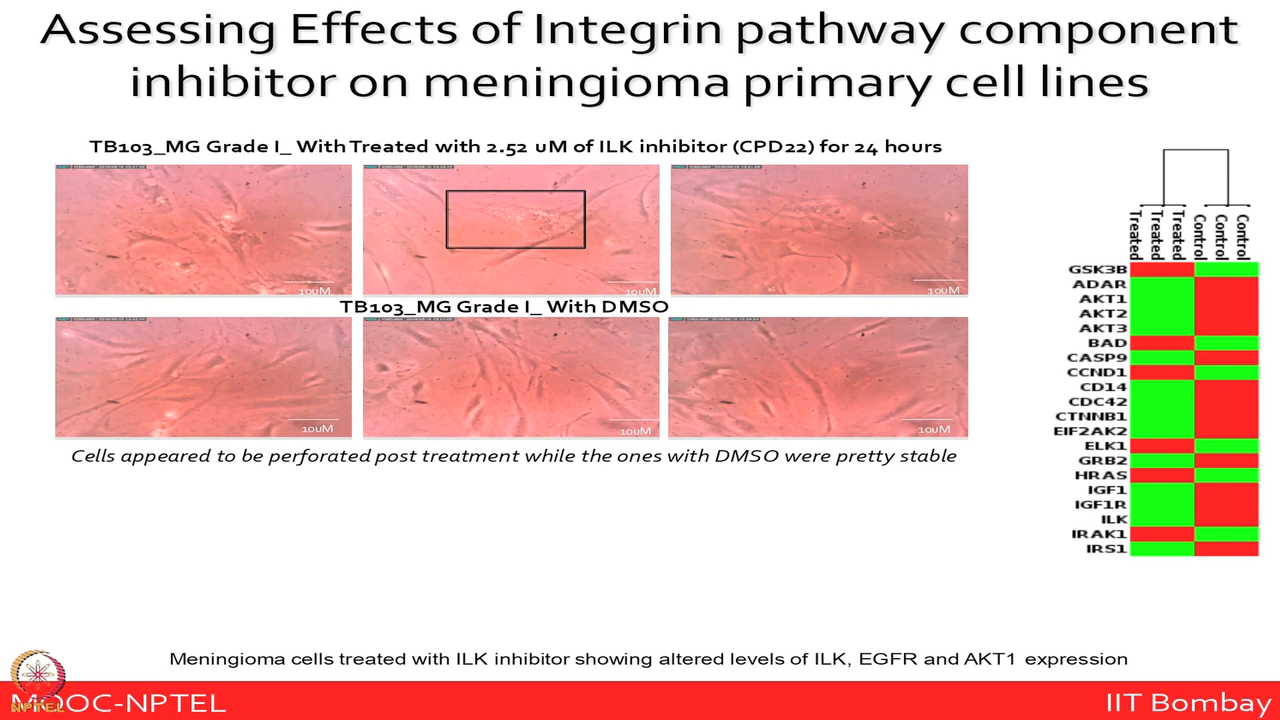 Assessing Effects of Integrin pathway component
inhibitor on meningioma primary cell lines
TB103_MG Grade I_ With Treated with 2.52 uM of ILK inhibitor (CPD22) for 24 hours
10uM
10uM
10uM
TB103_MG Grade I_ With DMSO
10uM
10uM
10uM
Cells appeared to be perforated post treatment while the ones with DMSO were pretty stable
Treated
Treated
Treated
Control
Control
Control
GSK3B
ADAR
AKT1
AKT2
AKT3
BAD
CASP9
CCND1
CD14
CDC42
CTNNB1
EIF2AK2
ELK1
GRB2
HRAS
IGF1
IGF1R
ILK
IRAK1
IRS1
Meningioma cells treated with ILK inhibitor showing altered levels of ILK, EGFR and AKT1 expression
NPTEL
MOOC-NPTEL
IIT Bombay